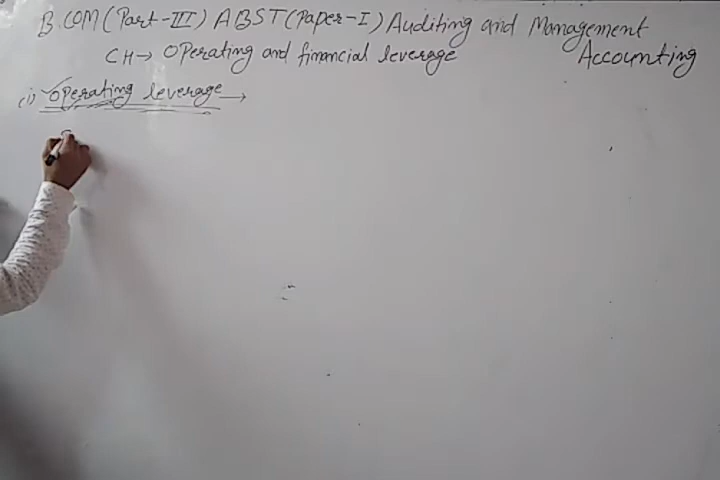 B.COM (Part-III) ABST (Paper-I) Auditing and Management Accounting
CH→ Operating and financial leverage
(i) Operating leverage →